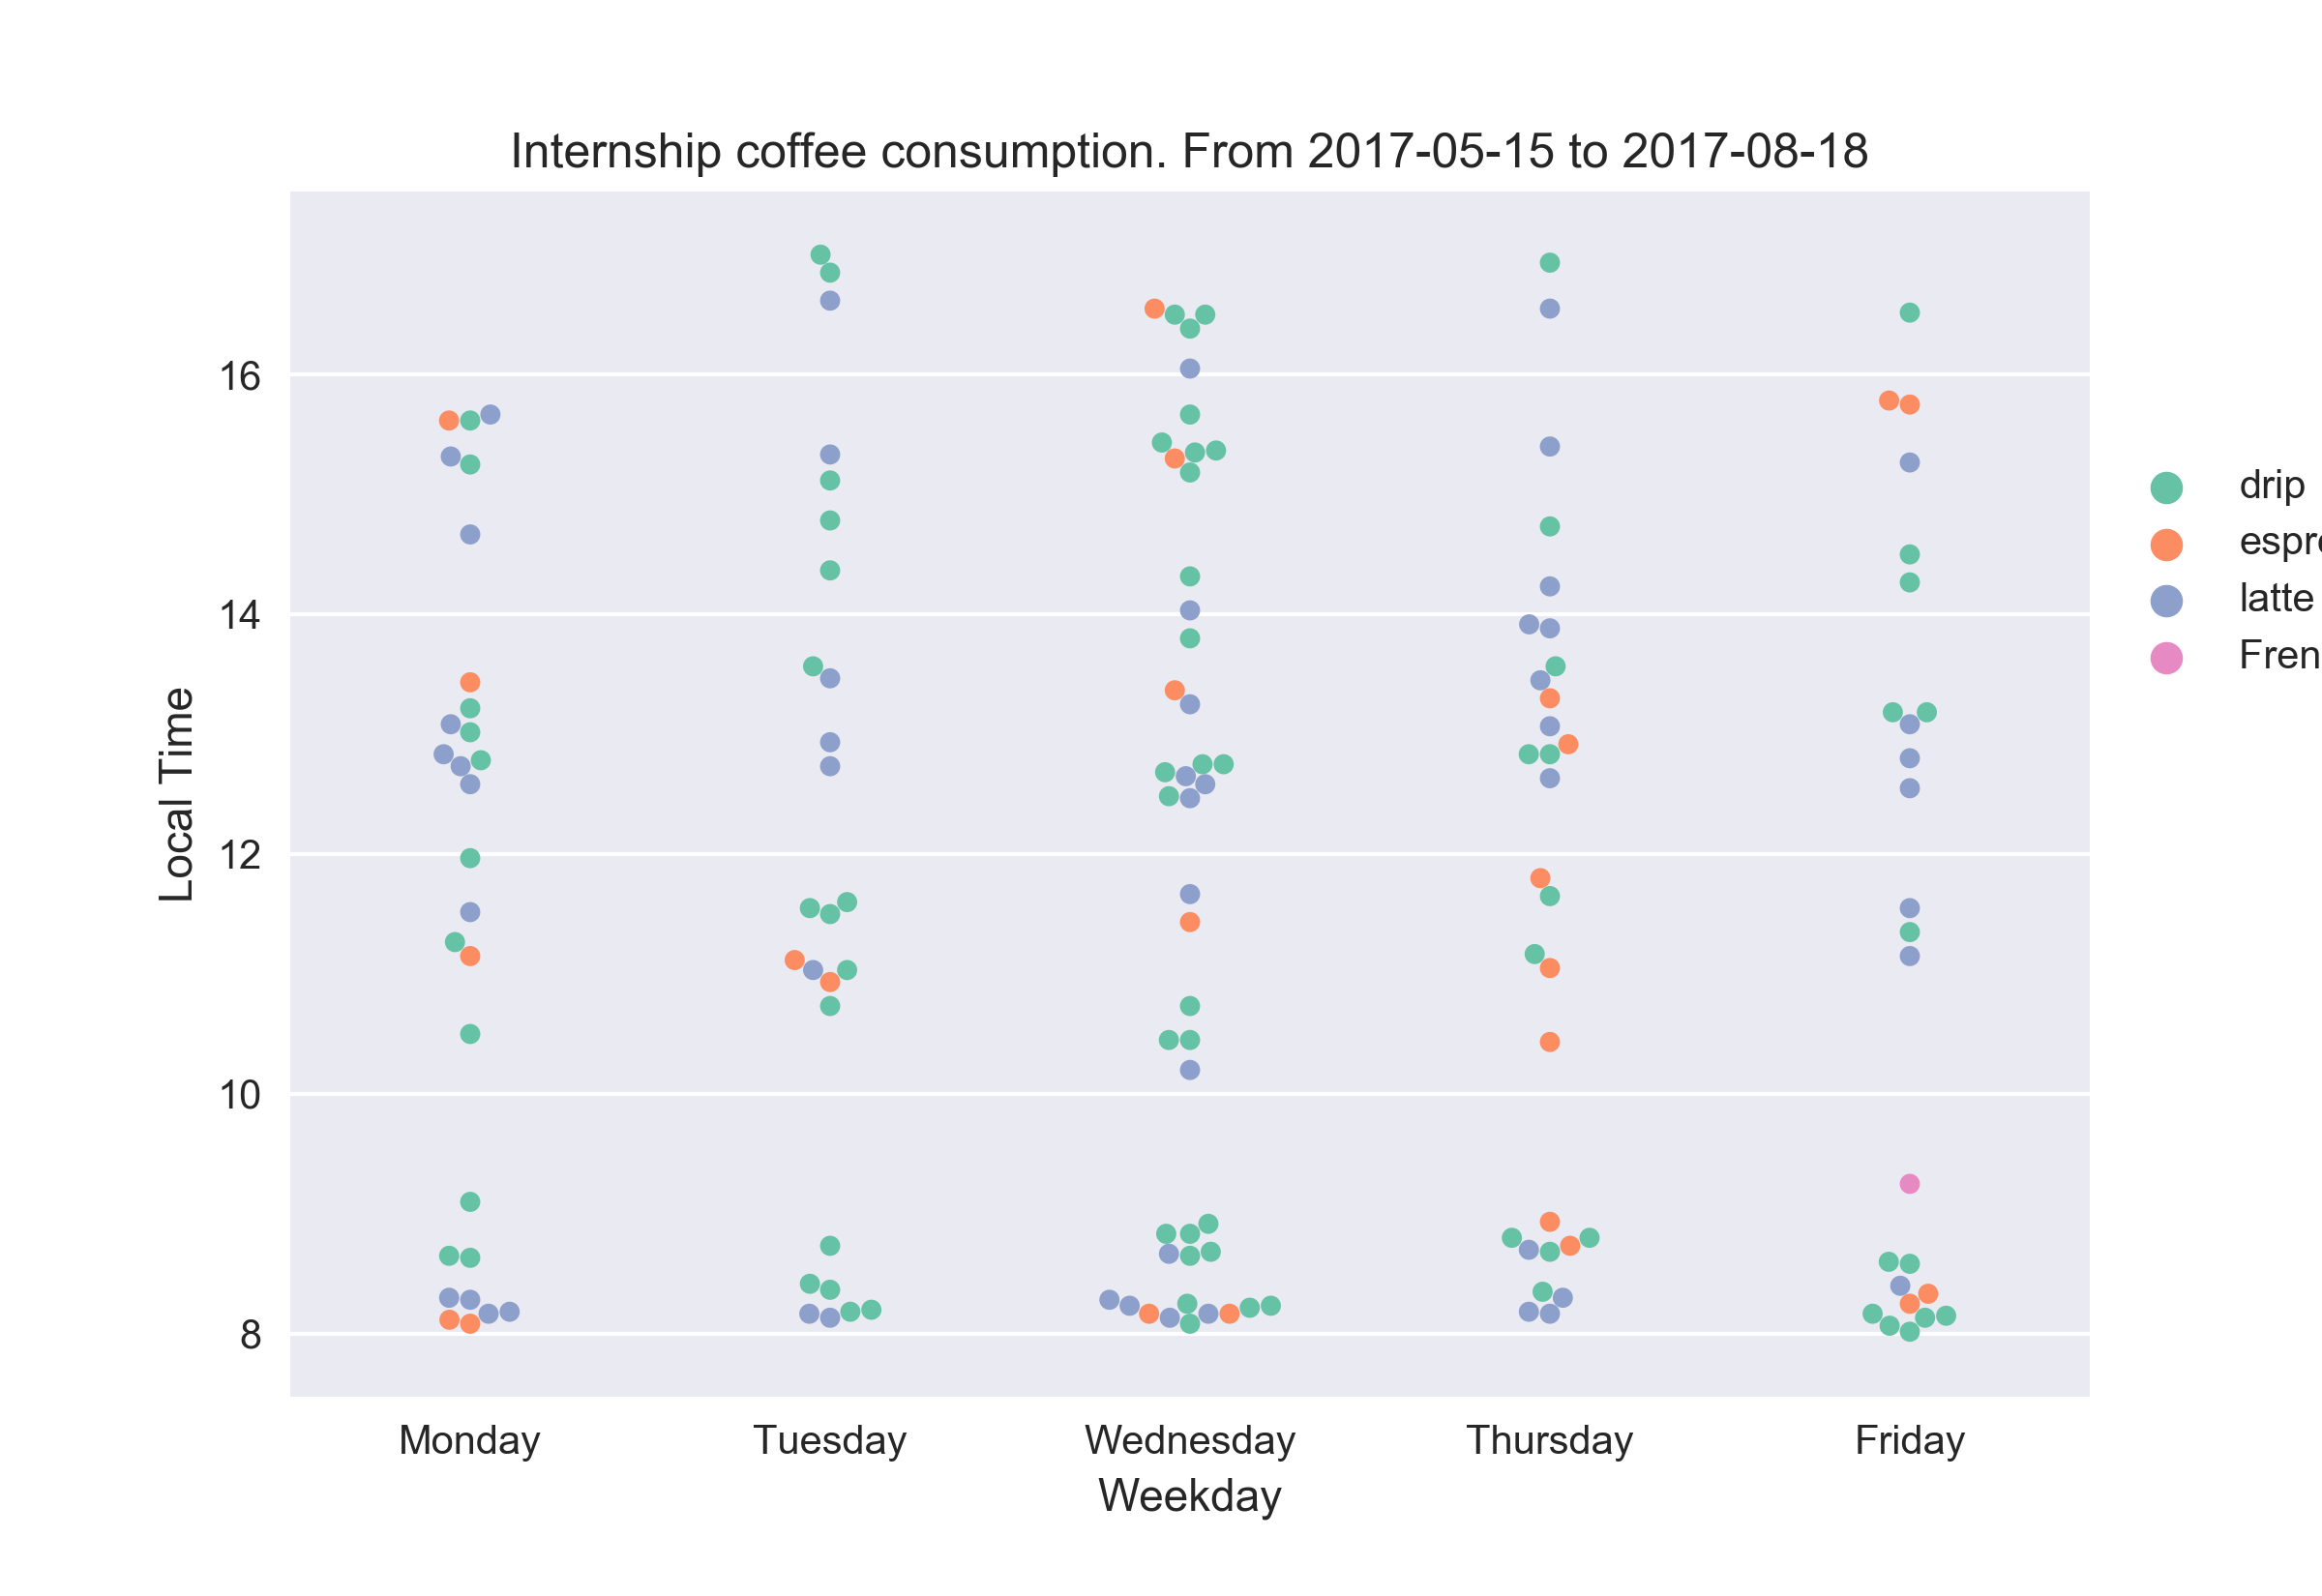 Internship coffee consumption. From 2017-05-15 to 2017-08-18
Local Time
16
14
12
10
8
Monday Tuesday Wednesday Thursday Friday
Weekday
drip
latte